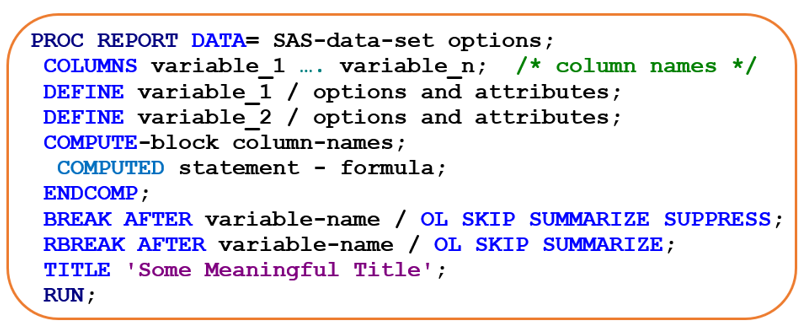 PROC REPORT DATA= SAS-data-set options;
COLUMNS variable_1 …. variable_n; /* column names */
DEFINE variable_1 / options and attributes;
DEFINE variable_2 / options and attributes;
COMPUTE-block column-names;
COMPUTED statement - formula;
ENDCOMP;
BREAK AFTER variable-name / OL SKIP SUMMARIZE SUPPRESS;
RBREAK AFTER variable-name / OL SKIP SUMMARIZE;
TITLE 'Some Meaningful Title';
RUN;